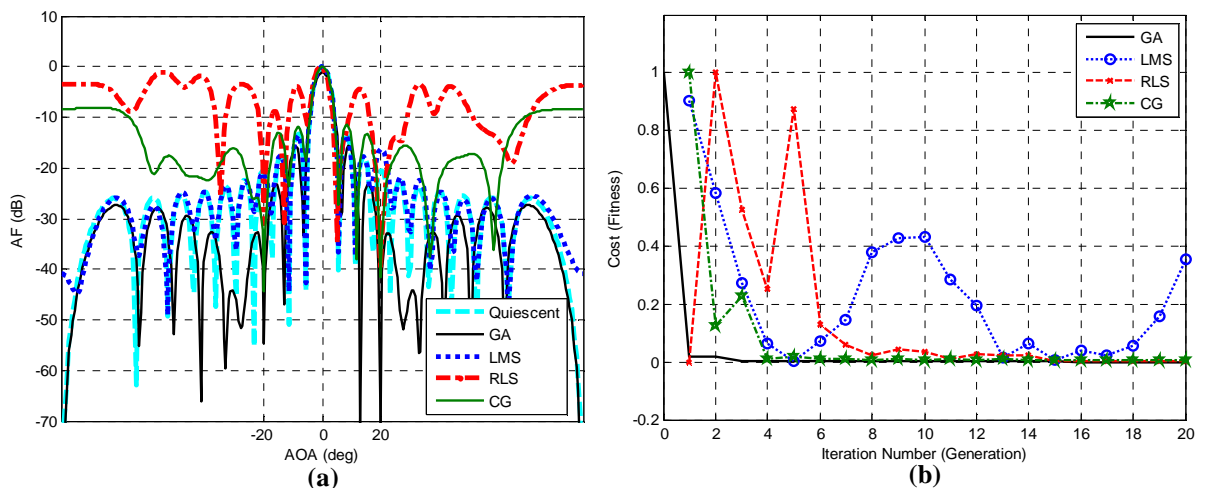 10
0
-10
-20
-30
-40
-50
-60
-70
AF (dB)
-20
0
20
AOA (deg)
Quiescent
GA
LMS
RLS
CG
(a)
1
0.8
0.6
0.4
0.2
0
-0.2
Cost (Fitness)
0
2
4
6
8
10
12
14
16
18
20
Iteration Number (Generation)
GA
LMS
RLS
CG
(b)